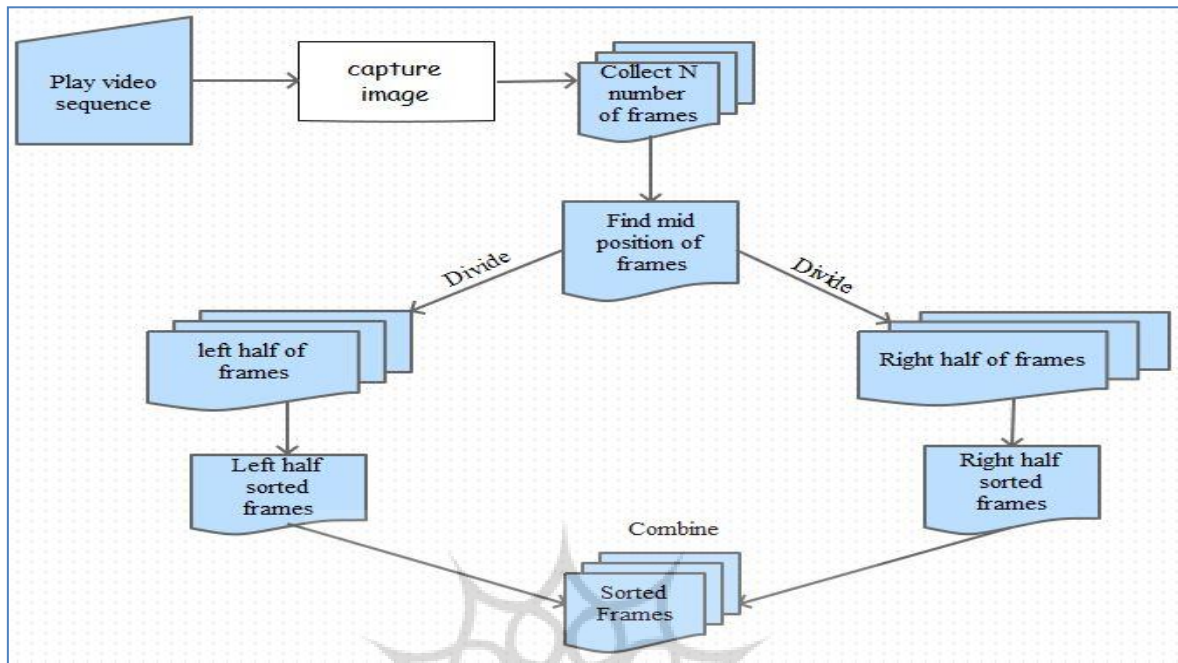 Play video
sequence
capture
image
Collect N
number
of frames
Find mid
position of
frames
Divide
Divide
left half of
frames
Right half of frames
Left half
sorted
frames
Right half
sorted
frames
Combine
Sorted
Frames